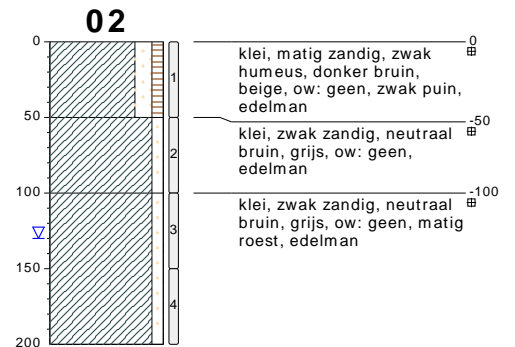 02
0
50
100
150
200
1
2
3
4
0
klei, matig zandig, zwak
humeus, donker bruin,
beige, ow: geen, zwak puin,
edelman
-50
klei, zwak zandig, neutraal
bruin, grijs, ow: geen,
edelman
-100
klei, zwak zandig, neutraal
bruin, grijs, ow: geen, matig
roest, edelman